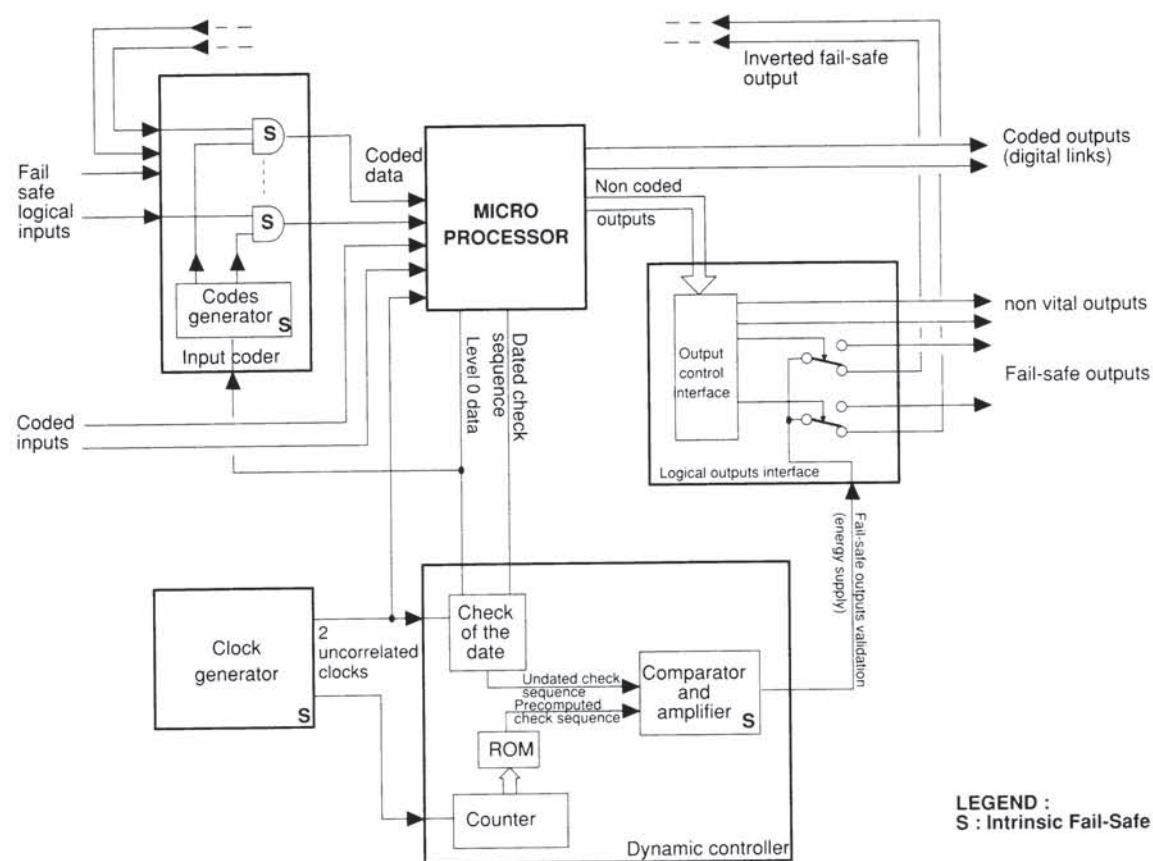 Inverted fail-safe
output
Fail
safe
logical
inputs
S
S
Codes
generator
S
Input coder
Coded
data
MICRO
PROCESSOR
Coded outputs
(digital links)
Non coded
outputs
Output
control
interface
Logical outputs interface
non vital outputs
Fail-safe outputs
Coded
inputs
Level 0 data
Dated check
sequence
Fail-safe outputs validation
(energy supply)
Clock
generator
S
2
uncorrelated
clocks
Check
of the
date
Undated check
sequence
Precomputed
check sequence
Comparator
and
amplifier
S
ROM
Counter
Dynamic controller
LEGEND :
S : Intrinsic Fail-Safe